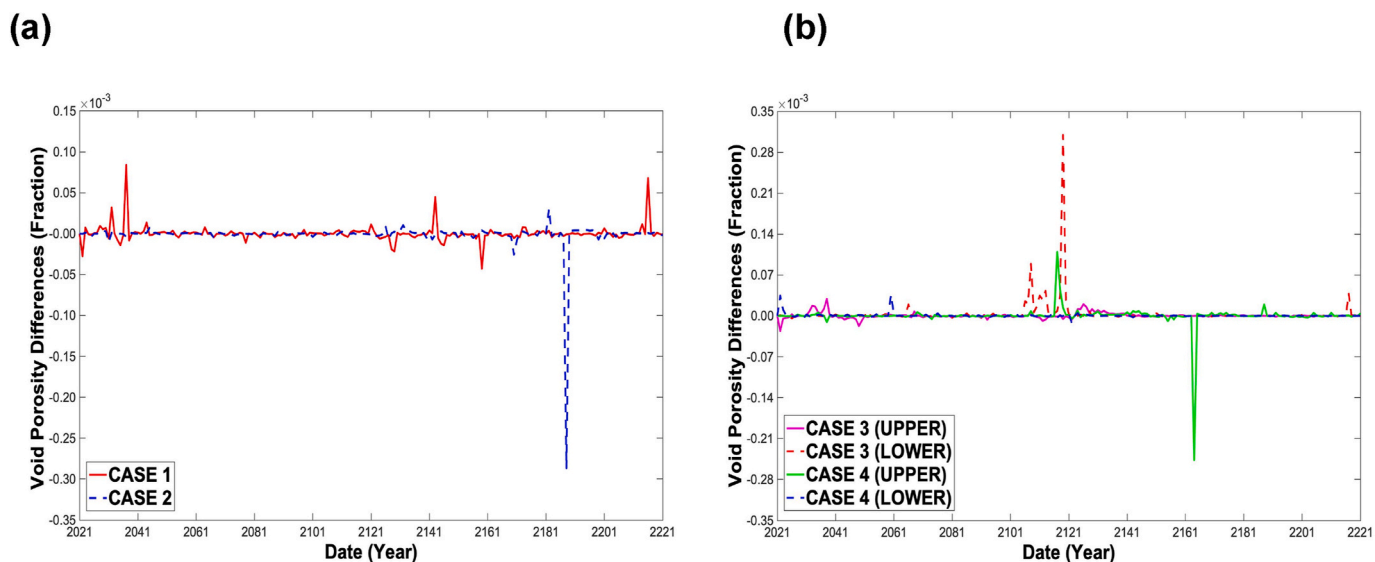 (a)
×10⁻³
0.15
0.10
0.05
-0.00
-0.05
-0.10
-0.15
-0.20
-0.25
-0.30
-0.35
Void Porosity Differences (Fraction)
CASE 1
CASE 2
2021 2041 2061 2081 2101 2121 2141 2161 2181 2201 2221
Date (Year)
(b)
×10⁻³
0.35
0.28
0.21
0.14
0.07
0.00
-0.07
-0.14
-0.21
-0.28
-0.35
Void Porosity Differences (Fraction)
CASE 3 (UPPER)
CASE 3 (LOWER)
CASE 4 (UPPER)
CASE 4 (LOWER)
2021 2041 2061 2081 2101 2121 2141 2161 2181 2201 2221
Date (Year)